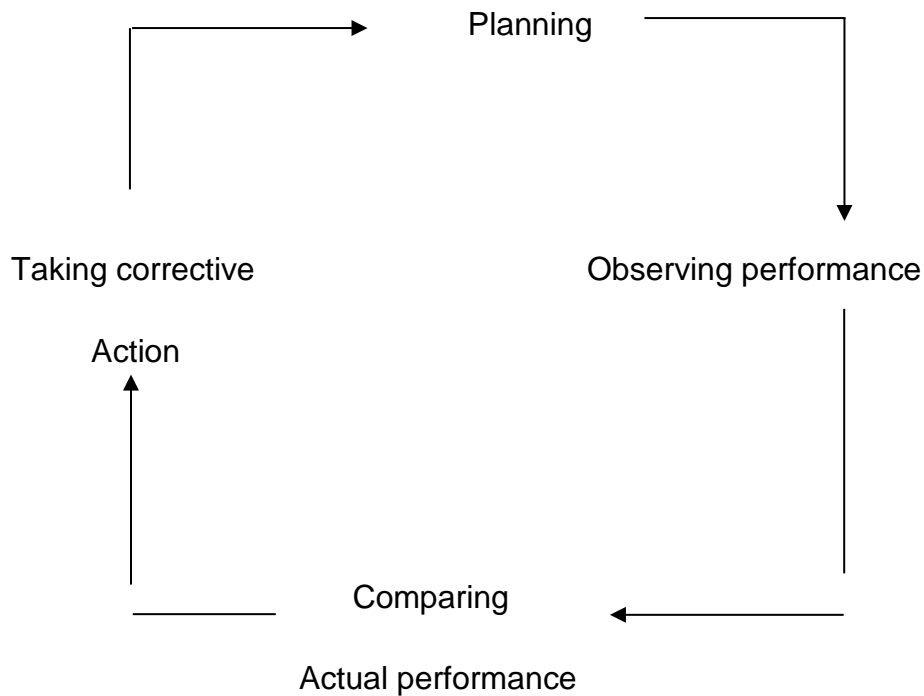 Planning
Taking corrective
Action
Observing performance
Comparing
Actual performance